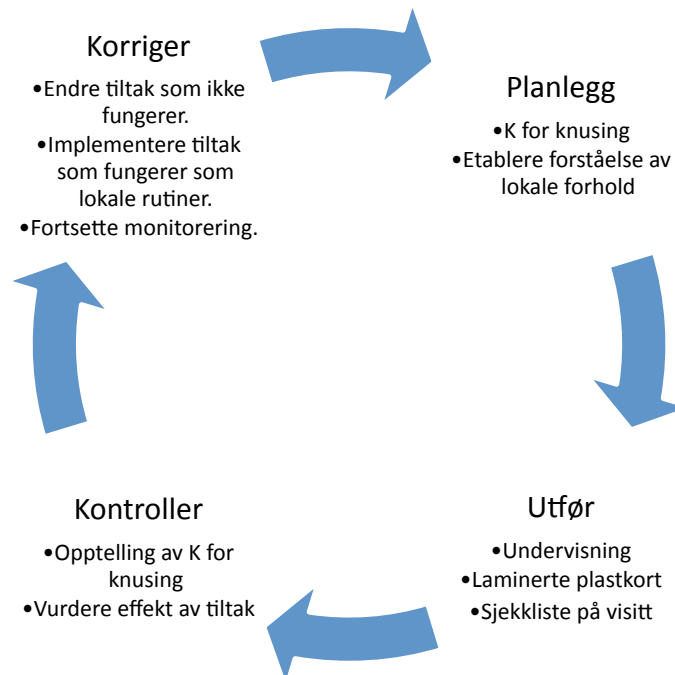 Korriger
•Endre tiltak som ikke
fungerer.
•Implementere tiltak
som fungerer som
lokale rutiner.
•Fortsette monitorering.
Planlegg
•K for knusing
•Etablere forståelse av
lokale forhold
Utfør
•Undervisning
•Laminerte plastkort
•Sjekkliste på visitt
Kontroller
•Opptelling av K for
knusing
•Vurdere effekt av tiltak